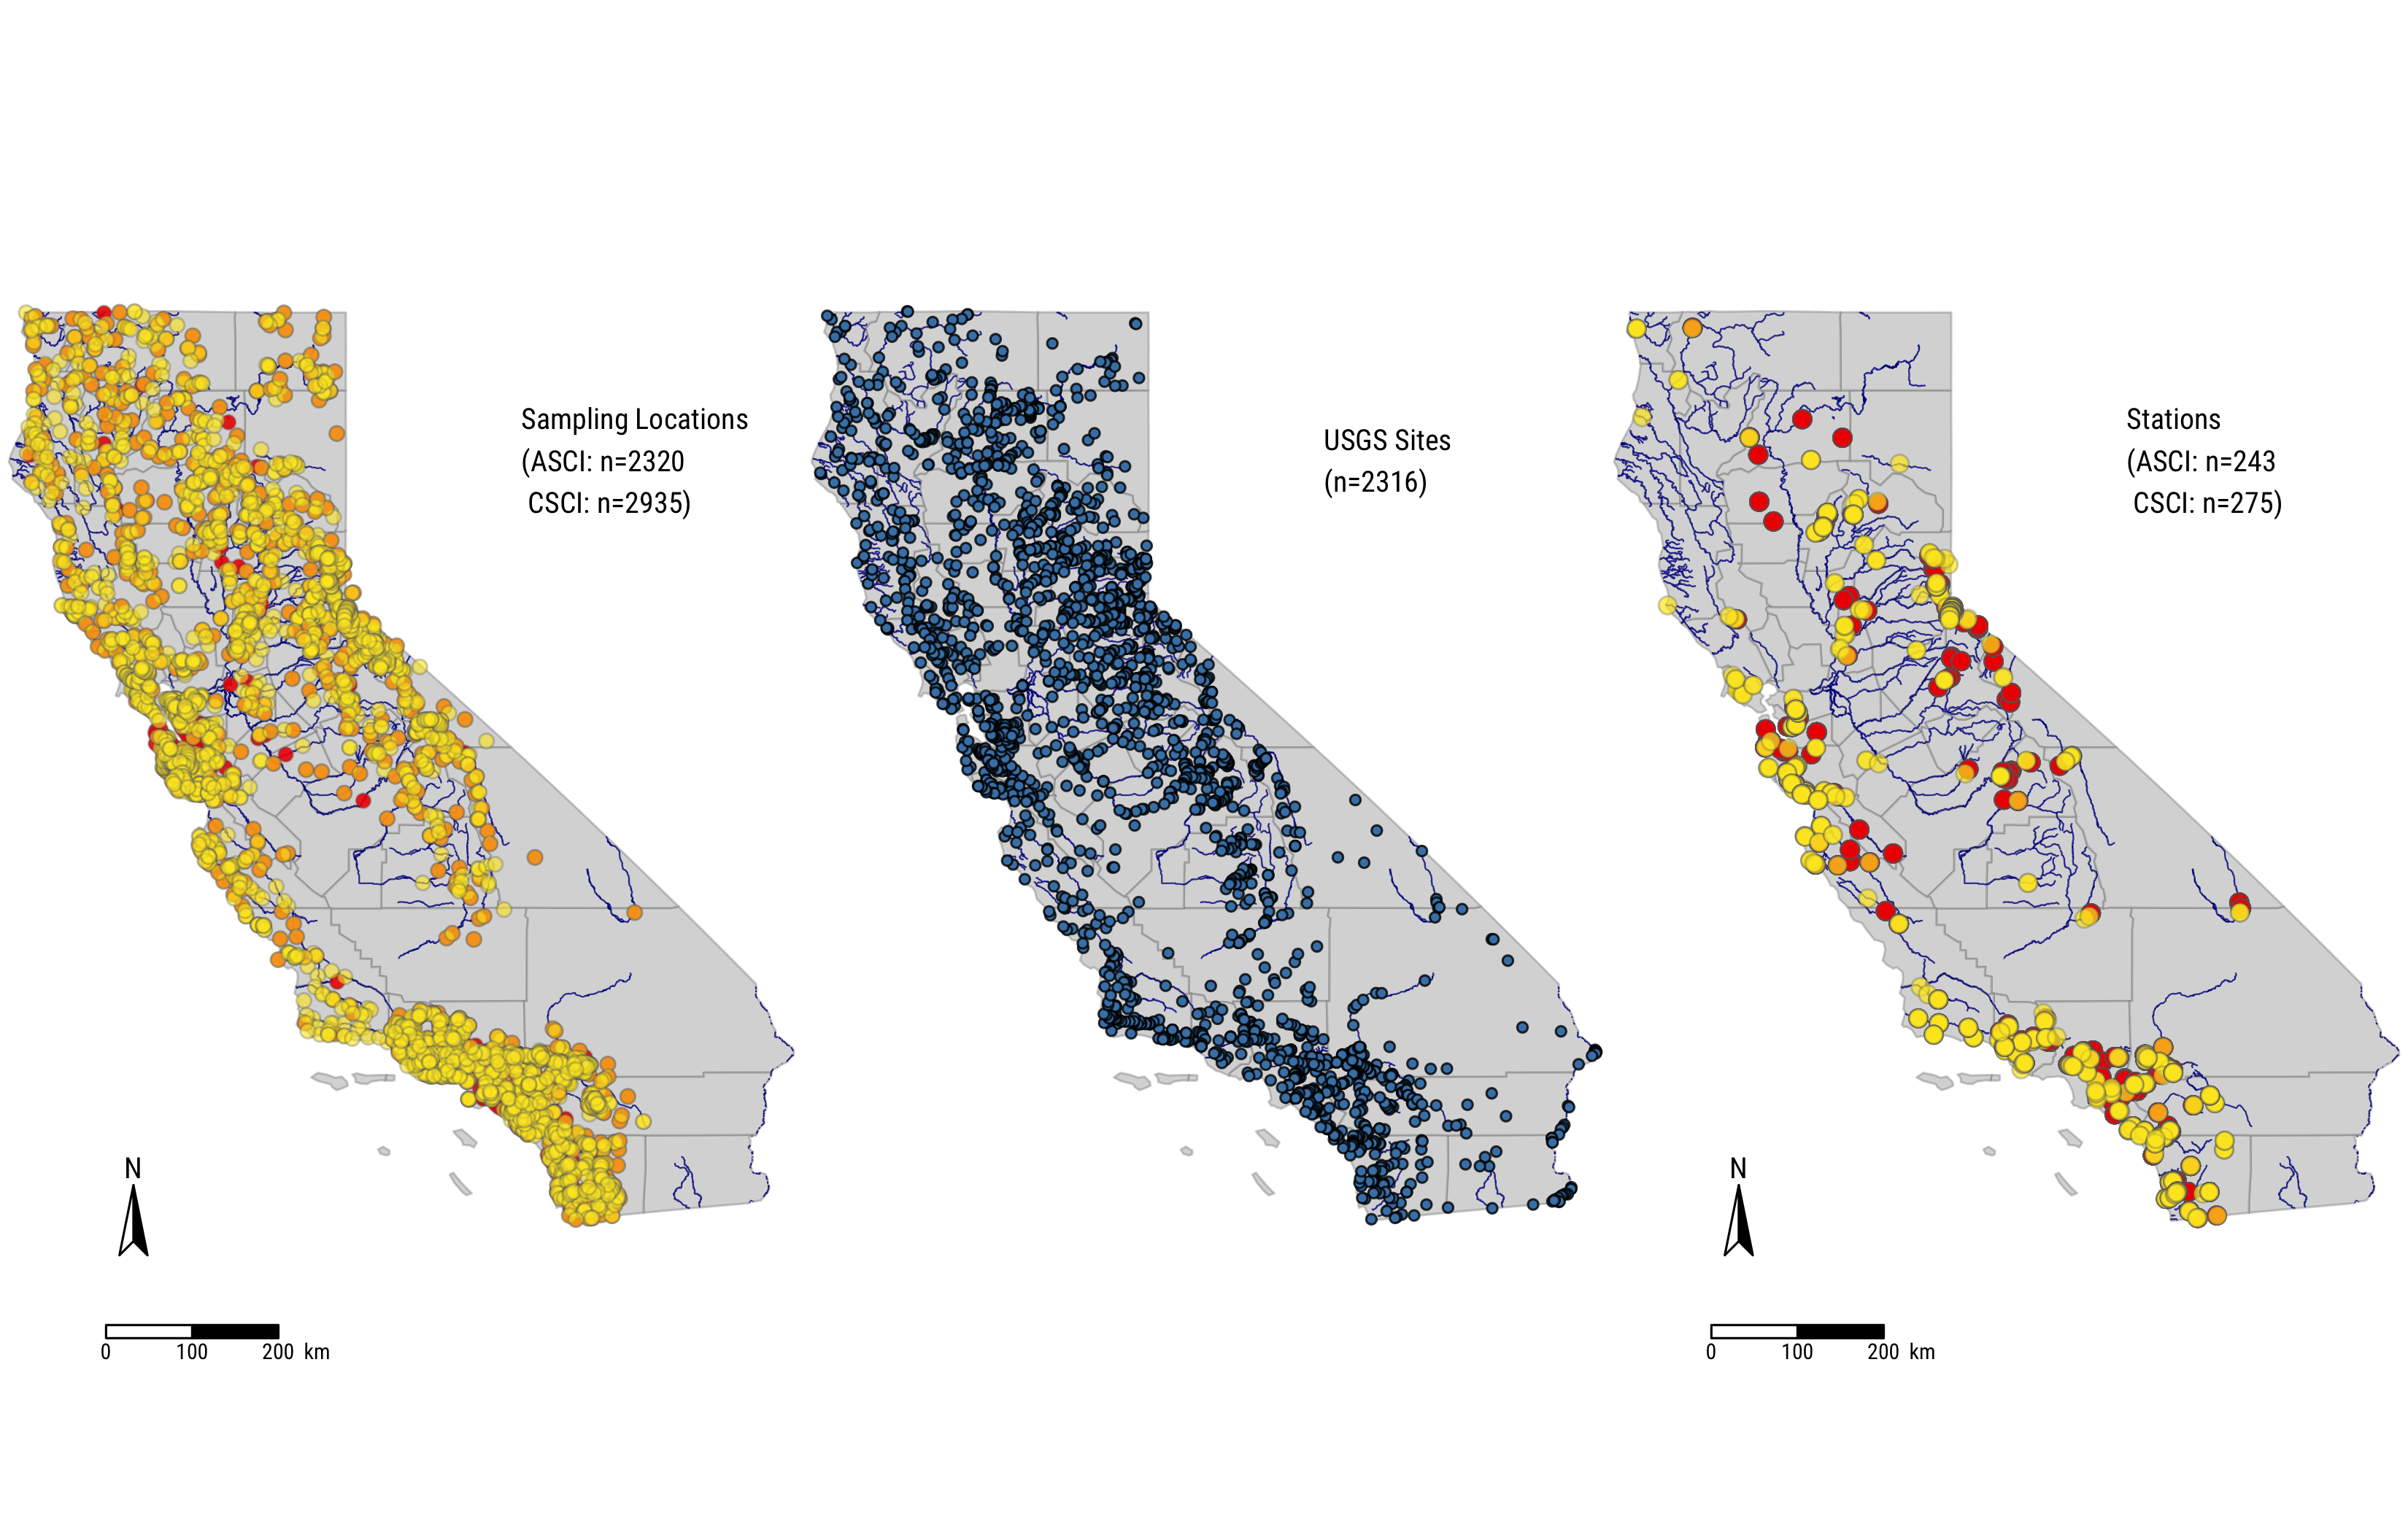 Sampling Locations
(ASCI: n=2320
CSCI: n=2935)
USGS Sites
(n=2316)
Stations
(ASCI: n=243
CSCI: n=275)
N
0 100 200 km
N
0 100 200 km